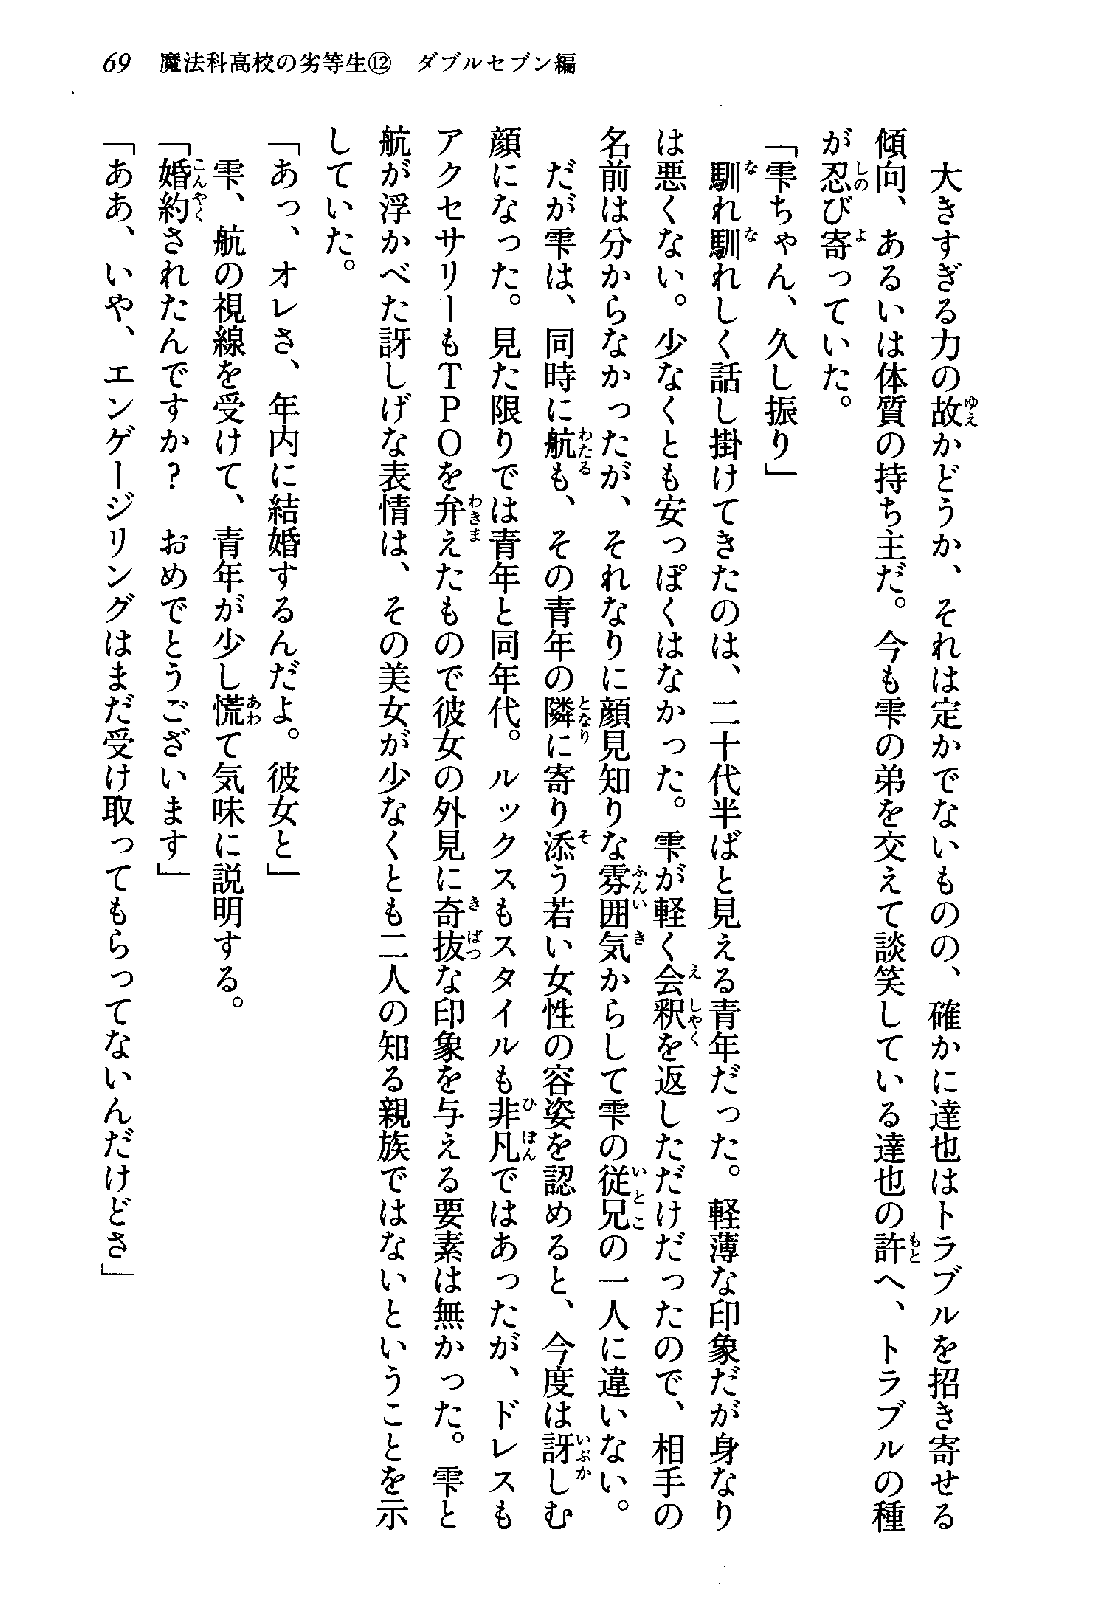 69 魔法科高校の劣等生⑫ ダブルセブン編
　大きすぎる力の故かどうか、それは定かでないものの、確かに達也はトラブルを招き寄せる
傾向、あるいは体質の持ち主だ。今も雫の弟を交えて談笑している達也の許へ、トラブルの種
が忍び寄っていた。
「雫ちゃん、久し振り」
　馴れ馴れしく話し掛けてきたのは、二十代半ばと見える青年だった。軽薄な印象だが身なり
は悪くない。少なくとも安っぽくはなかった。雫が軽く会釈を返しただけだったので、相手の
名前は分からなかったが、それなりに顔見知りな雰囲気からして雫の従兄の一人に違いない。
　だが雫は、同時に航も、その青年の隣に寄り添う若い女性の容姿を認めると、今度は訝しむ
顔になった。見た限りでは青年と同年代。ルックスもスタイルも非凡ではあったが、ドレスも
アクセサリーもＴＰＯを弁えたもので彼女の外見に奇抜な印象を与える要素は無かった。雫と
航が浮かべた訝しげな表情は、その美女が少なくとも二人の知る親族ではないということを示
していた。
「あっ、オレさ、年内に結婚するんだよ。彼女と」
　雫、航の視線を受けて、青年が少し慌て気味に説明する。
「婚約されたんですか？　おめでとうございます」
「ああ、いや、エンゲージリングはまだ受け取ってもらってないんだけどさ」